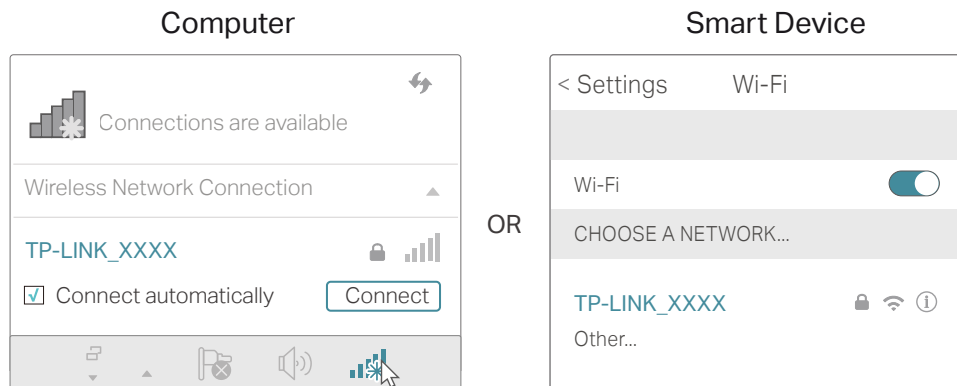 Computer
Connections are available
Wireless Network Connection
TP-LINK_XXXX
Connect automatically
Connect
OR
Smart Device
< Settings Wi-Fi
Wi-Fi
CHOOSE A NETWORK...
TP-LINK_XXXX
Other...